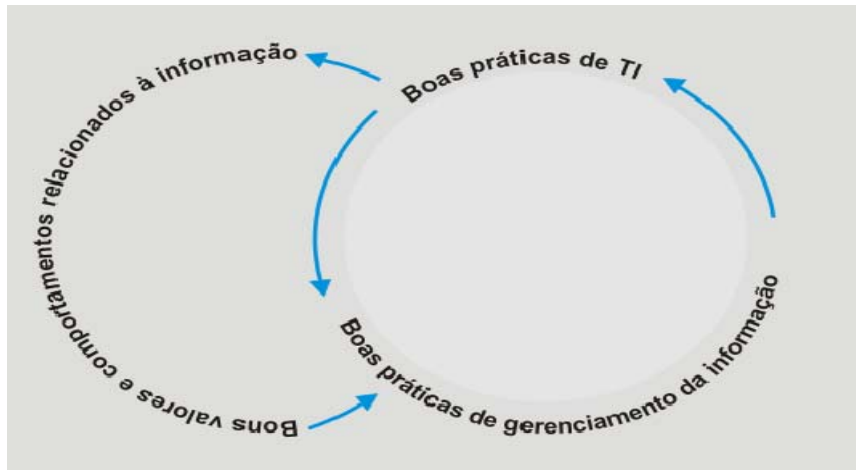 Boas práticas de TI
Bons valores e comportamentos relacionados à informação
Boas práticas de gerenciamento da informação